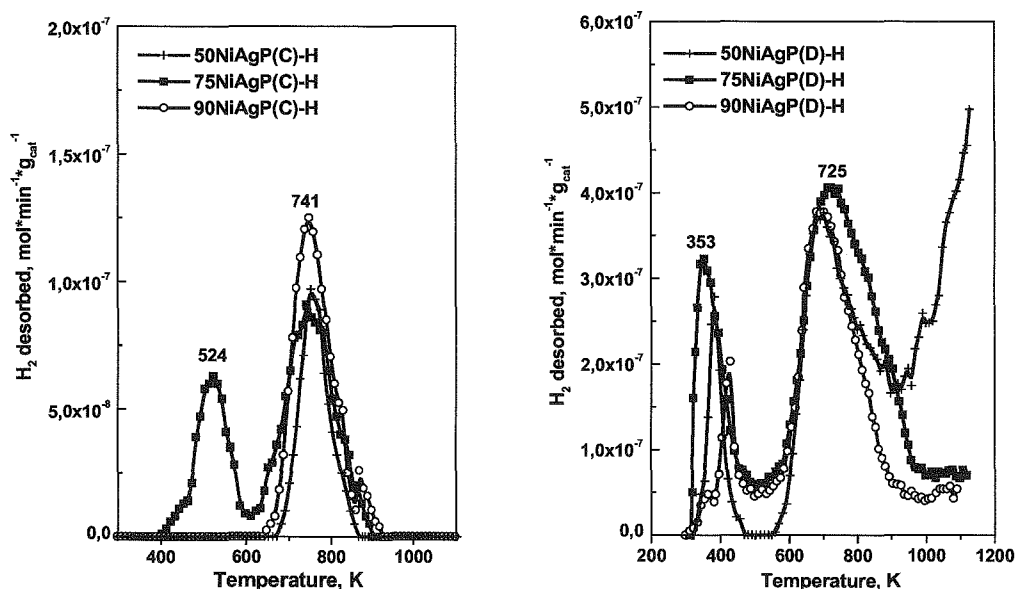 2,0x10⁻⁷
1,5x10⁻⁷
1,0x10⁻⁷
5,0x10⁻⁸
0,0
H₂ desorbed, mol*min⁻¹*g_cat⁻¹
50NiAgP(C)-H
75NiAgP(C)-H
90NiAgP(C)-H
741
524
400 600 800 1000
Temperature, K
6,0x10⁻⁷
5,0x10⁻⁷
4,0x10⁻⁷
3,0x10⁻⁷
2,0x10⁻⁷
1,0x10⁻⁷
0,0
H₂ desorbed, mol*min⁻¹*g_cat⁻¹
50NiAgP(D)-H
75NiAgP(D)-H
90NiAgP(D)-H
725
353
200 400 600 800 1000 1200
Temperature, K